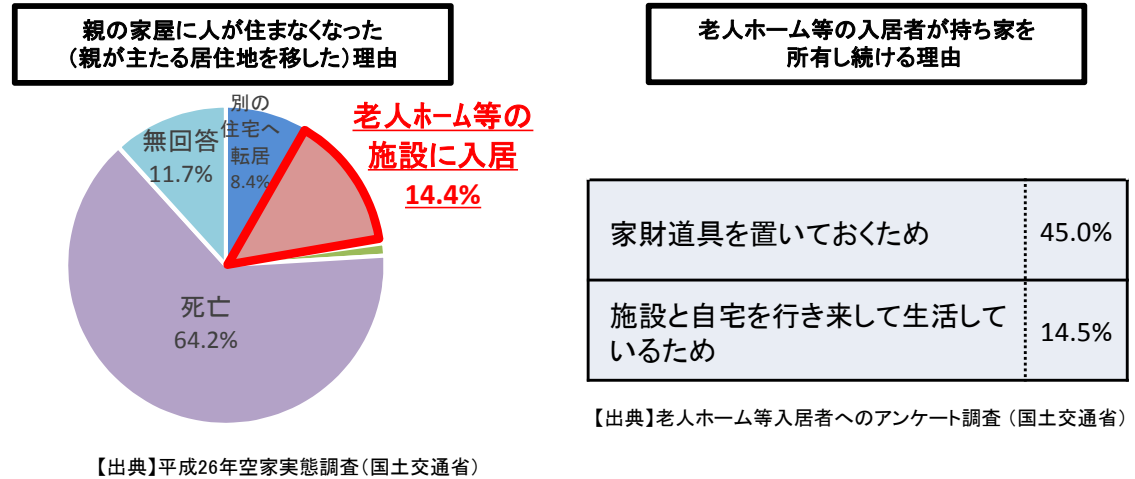 親の家屋に人が住まなくなった
(親が主たる居住地を移した)理由
別の
住宅へ
転居
8.4%
老人ホーム等の
施設に入居
14.4%
無回答
11.7%
死亡
64.2%
【出典】平成26年空家実態調査(国土交通省)
老人ホーム等の入居者が持ち家を
所有し続ける理由
家財道具を置いておくため 45.0%
施設と自宅を行き来して生活して
いるため 14.5%
【出典】老人ホーム等入居者へのアンケート調査 (国土交通省)